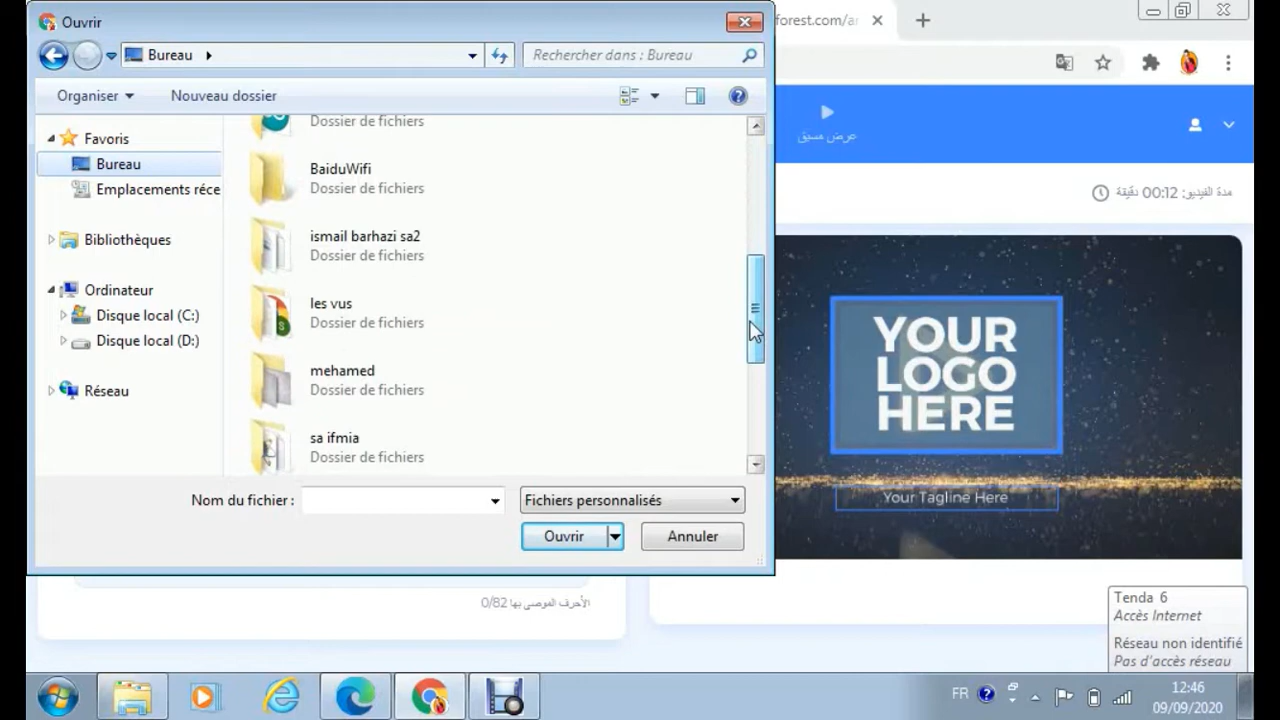 Ouvrir
forest.com/ar
Bureau
Rechercher dans : Bureau
Organiser
Nouveau dossier
Favoris
Bureau
Emplacements réce
Bibliothèques
Ordinateur
Disque local (C:)
Disque local (D:)
Réseau
Dossier de fichiers
BaiduWifi
Dossier de fichiers
ismail barhazi sa2
Dossier de fichiers
les vus
Dossier de fichiers
mehamed
Dossier de fichiers
sa ifmia
Dossier de fichiers
Nom du fichier :
Fichiers personnalisés
Ouvrir
Annuler
عرض مسبق
مدة الفيديو: 00:12 دقيقة
YOUR
LOGO
HERE
Your Tagline Here
الأحرف الموصى بها 0/82
Tenda 6
Accès Internet
Réseau non identifié
Pas d'accès réseau
FR
12:46
09/09/2020